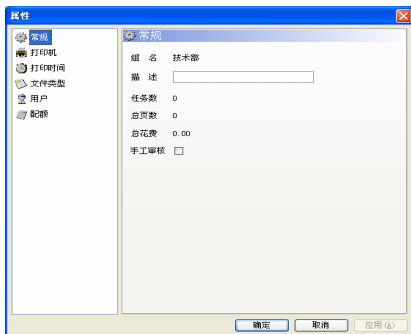 属性
常规
打印机
打印时间
文件类型
用户
配额
常规
组 名 技术部
描 述
任务数 0
总页数 0
总花费 0.00
手工审核
确定 取消 应用(A)